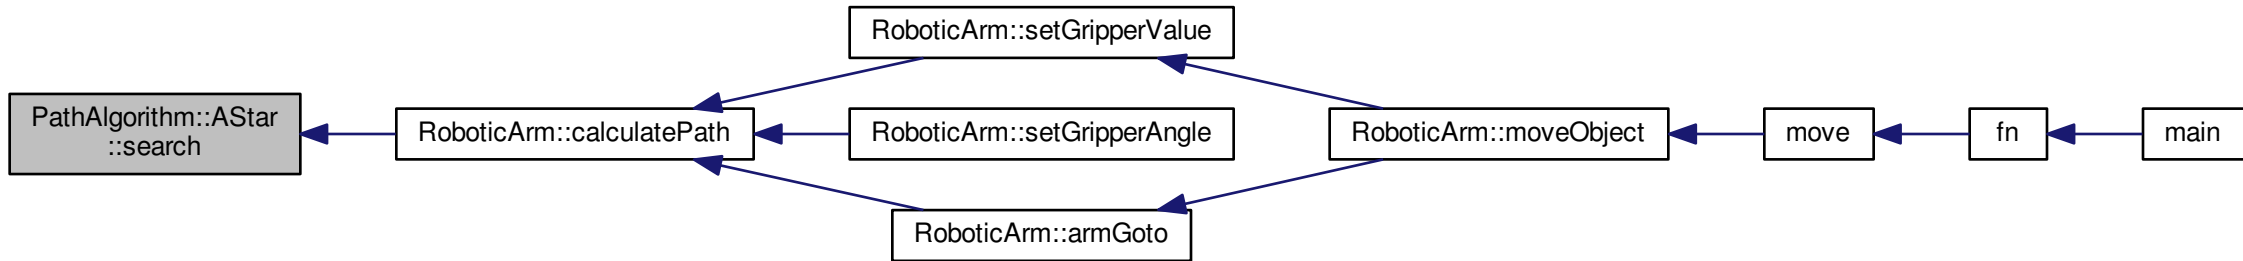 PathAlgorithm::AStar
::search
RoboticArm::calculatePath
RoboticArm::setGripperValue
RoboticArm::setGripperAngle
RoboticArm::armGoto
RoboticArm::moveObject
move
fn
main